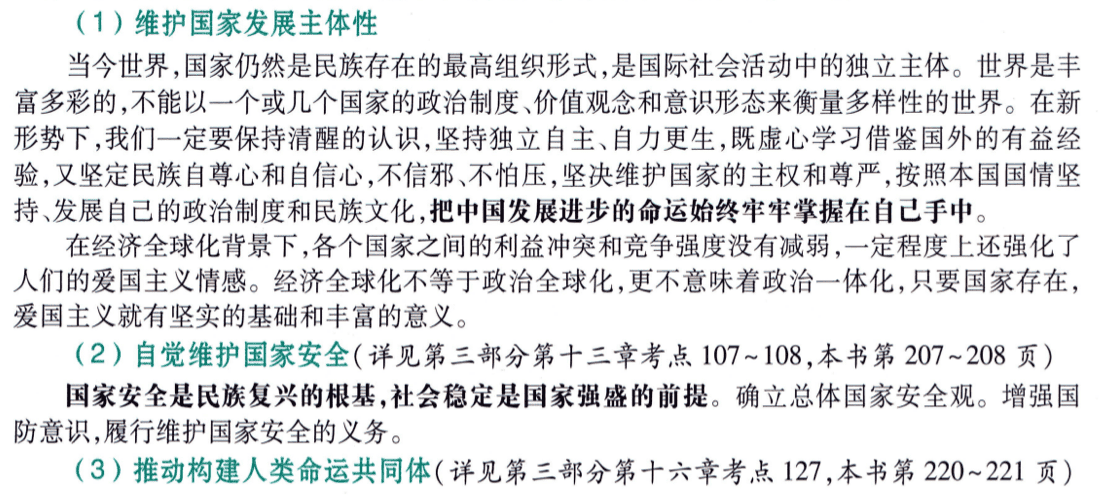 （1）维护国家发展主体性
当今世界,国家仍然是民族存在的最高组织形式,是国际社会活动中的独立主体。世界是丰
富多彩的,不能以一个或几个国家的政治制度、价值观念和意识形态来衡量多样性的世界。在新
形势下,我们一定要保持清醒的认识,坚持独立自主、自力更生,既虚心学习借鉴国外的有益经
验,又坚定民族自尊心和自信心,不信邪、不怕压,坚决维护国家的主权和尊严,按照本国国情坚
持、发展自己的政治制度和民族文化,把中国发展进步的命运始终牢牢掌握在自己手中。
在经济全球化背景下,各个国家之间的利益冲突和竞争强度没有减弱,一定程度上还强化了
人们的爱国主义情感。经济全球化不等于政治全球化,更不意味着政治一体化,只要国家存在,
爱国主义就有坚实的基础和丰富的意义。
（2）自觉维护国家安全(详见第三部分第十三章考点 107~108,本书第 207~208 页)
国家安全是民族复兴的根基,社会稳定是国家强盛的前提。确立总体国家安全观。增强国
防意识,履行维护国家安全的义务。
（3）推动构建人类命运共同体(详见第三部分第十六章考点 127,本书第 220~221 页)